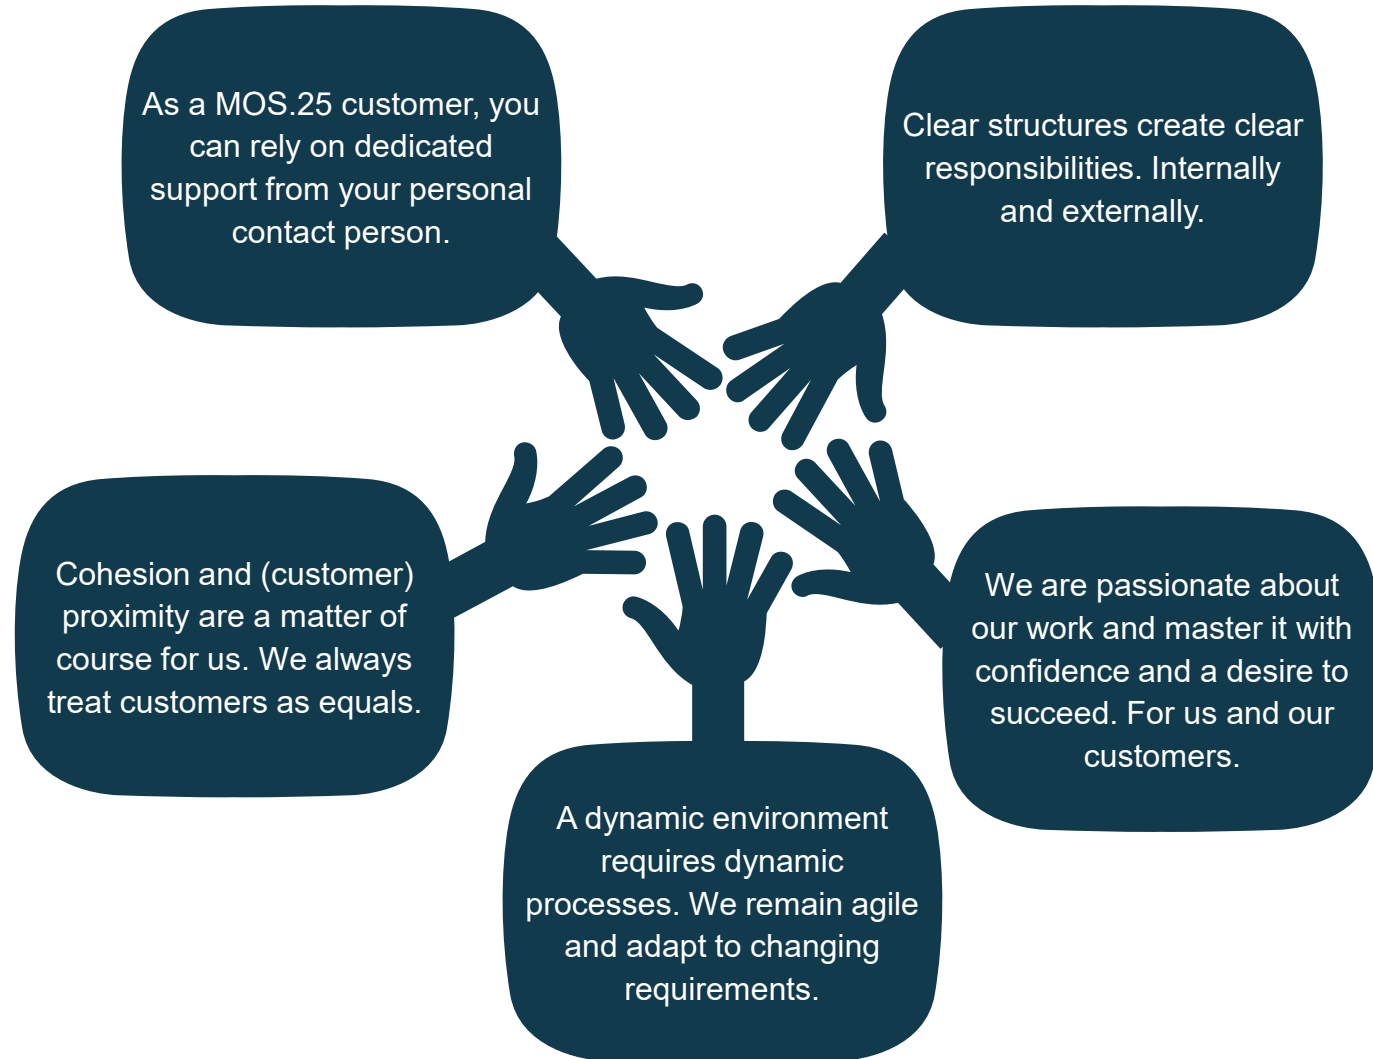 As a MOS.25 customer, you
can rely on dedicated
support from your personal
contact person.
Clear structures create clear
responsibilities. Internally
and externally.
Cohesion and (customer)
proximity are a matter of
course for us. We always
treat customers as equals.
We are passionate about
our work and master it with
confidence and a desire to
succeed. For us and our
customers.
A dynamic environment
requires dynamic
processes. We remain agile
and adapt to changing
requirements.